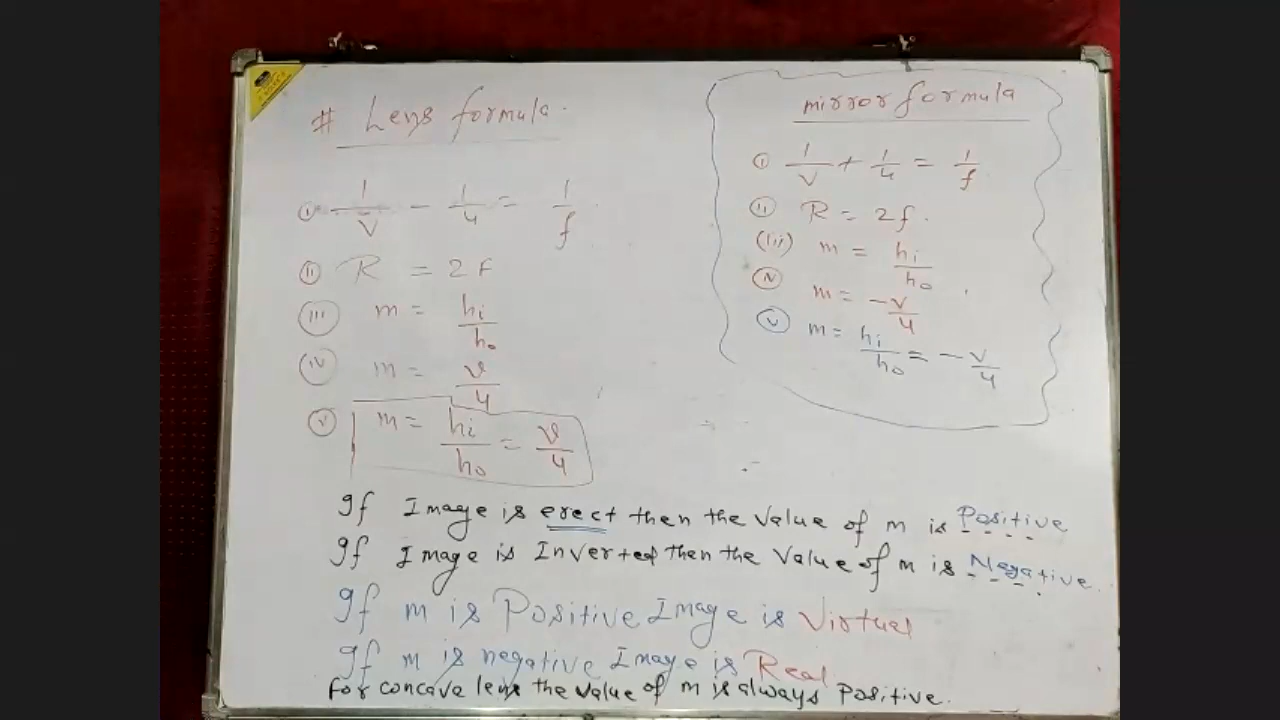 # Lens formula.
(i) 1/v - 1/u = 1/f
(ii) R = 2F
(iii) m = hi/ho
(iv) m = v/u
(v) m = hi/ho = v/u
mirror formula
(i) 1/v + 1/u = 1/f
(ii) R = 2f.
(iii) m = hi/ho
(iv) m = -v/u
(v) m = hi/ho = -v/u
If Image is erect then the value of m is Positive
If Image is Inverted then the value of m is Negative.
If m is Positive Image is Virtual
If m is negative Image is Real
For concave lens the value of m is always positive.